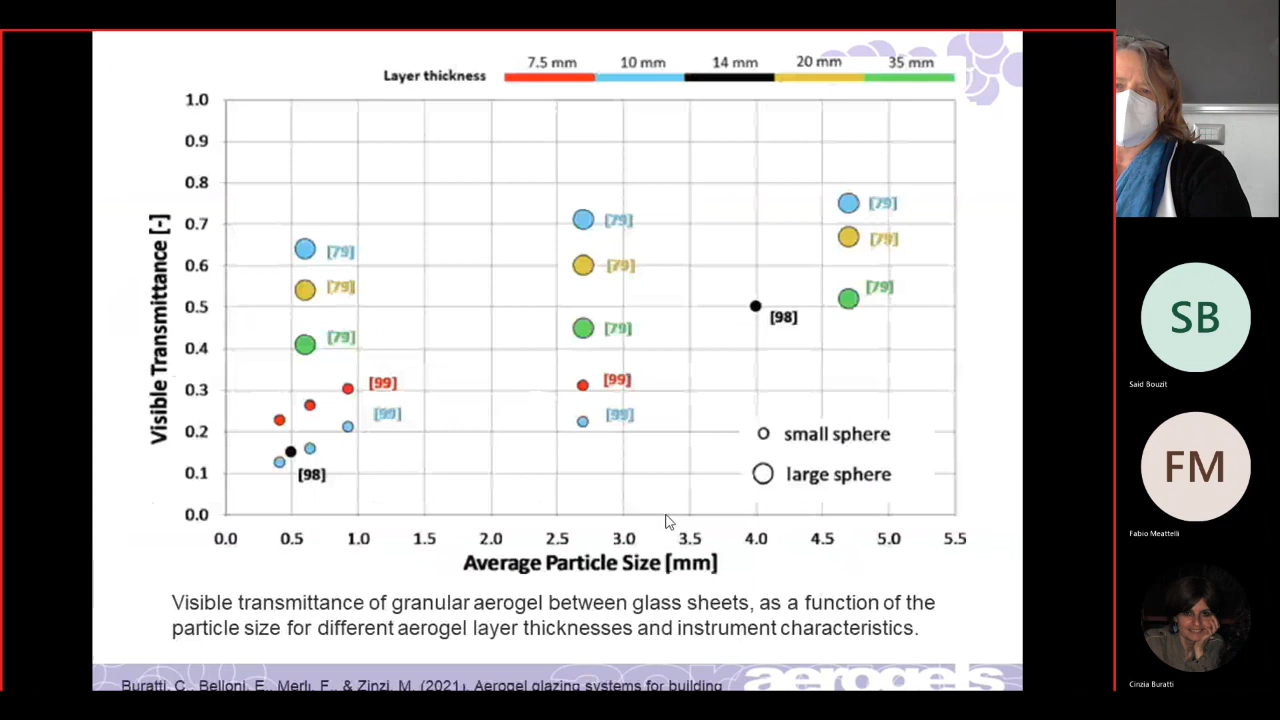 Layer thickness
7.5 mm 10 mm 14 mm 20 mm 35 mm
Visible Transmittance [-]
1.0
0.9
0.8
0.7
0.6
0.5
0.4
0.3
0.2
0.1
0.0
[79] [79] [79]
[79] [79] [79]
[79] [79] [79]
[98]
[99] [99]
[99] [99]
[98]
small sphere
large sphere
0.0 0.5 1.0 1.5 2.0 2.5 3.0 3.5 4.0 4.5 5.0 5.5
Average Particle Size [mm]
Visible transmittance of granular aerogel between glass sheets, as a function of the
particle size for different aerogel layer thicknesses and instrument characteristics.
Buratti, C., Belloni, E., Merli, F., & Zinzi, M. (2021). Aerogel glazing systems for building
aerogels
SB
Said Bouzit
FM
Fabio Meattelli
Cinzia Buratti